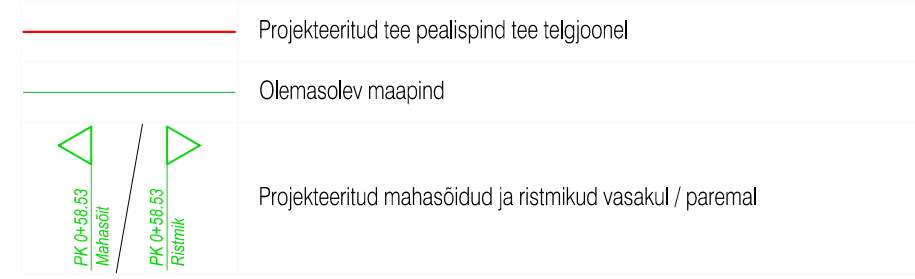 Projekteeritud tee pealispind tee telgjoonel
Olemasolev maapind
PK 0+58.53
Mahasõit
PK 0+58.53
Ristmik
Projekteeritud mahasõidud ja ristmikud vasakul / paremal